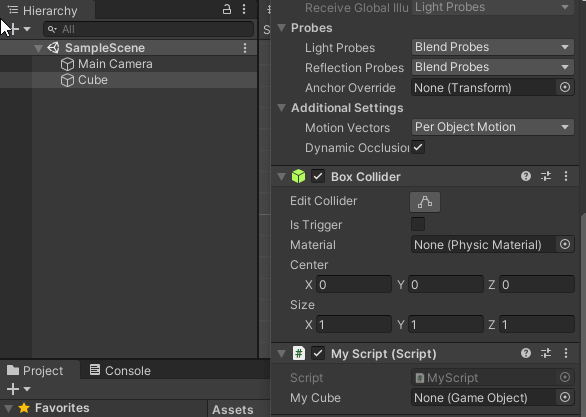 Hierarchy
All
SampleScene
Main Camera
Cube
Project
Console
Favorites
Assets
S
Receive Global Illu Light Probes
Probes
Light Probes Blend Probes
Reflection Probes Blend Probes
Anchor Override None (Transform)
Additional Settings
Motion Vectors Per Object Motion
Dynamic Occlusion
Box Collider
Edit Collider
Is Trigger
Material None (Physic Material)
Center
X 0 Y 0 Z 0
Size
X 1 Y 1 Z 1
# My Script (Script)
Script # MyScript
My Cube None (Game Object)